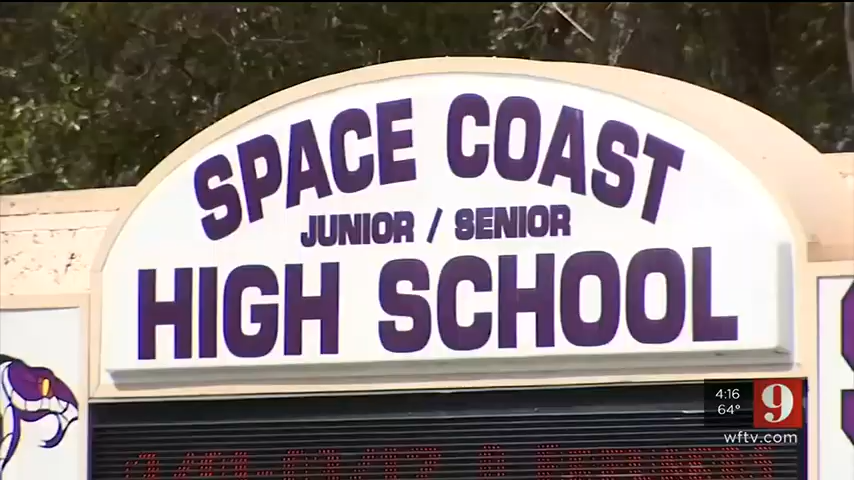 SPACE COAST
JUNIOR / SENIOR
HIGH SCHOOL
4:16
64°
9
wftv.com